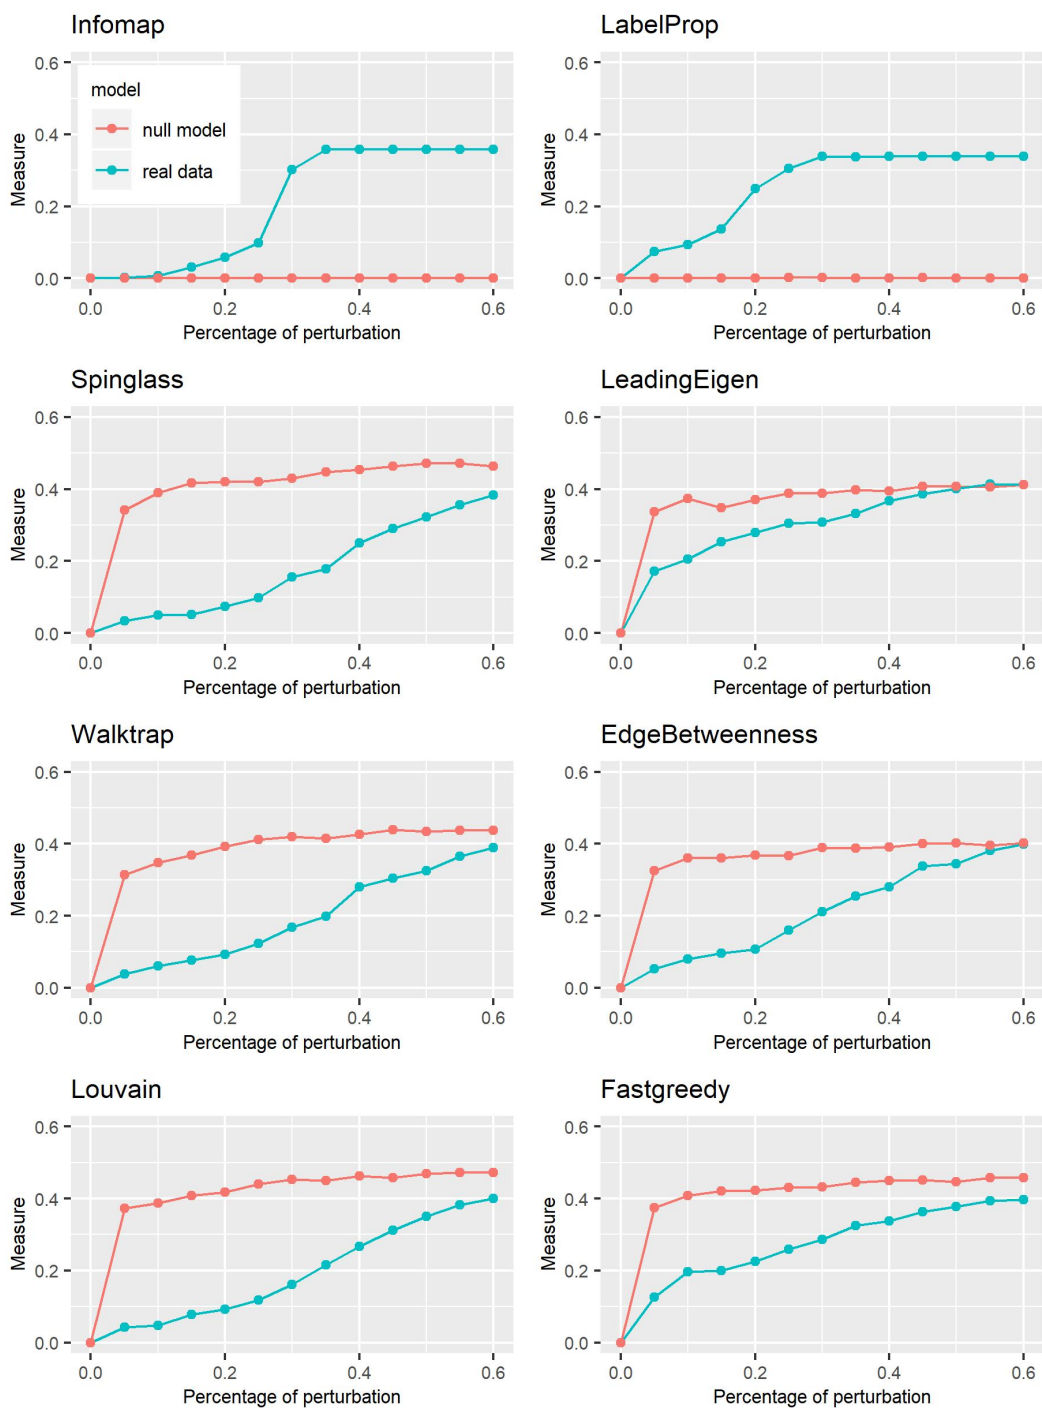 Infomap
LabelProp
0.6
0.4
0.2
0.0
Measure
model
null model
real data
0.0 0.2 0.4 0.6
Percentage of perturbation
0.6
0.4
0.2
0.0
Measure
0.0 0.2 0.4 0.6
Percentage of perturbation
Spinglass
LeadingEigen
0.6
0.4
0.2
0.0
Measure
0.0 0.2 0.4 0.6
Percentage of perturbation
0.6
0.4
0.2
0.0
Measure
0.0 0.2 0.4 0.6
Percentage of perturbation
Walktrap
EdgeBetweenness
0.6
0.4
0.2
0.0
Measure
0.0 0.2 0.4 0.6
Percentage of perturbation
0.6
0.4
0.2
0.0
Measure
0.0 0.2 0.4 0.6
Percentage of perturbation
Louvain
Fastgreedy
0.6
0.4
0.2
0.0
Measure
0.0 0.2 0.4 0.6
Percentage of perturbation
0.6
0.4
0.2
0.0
Measure
0.0 0.2 0.4 0.6
Percentage of perturbation